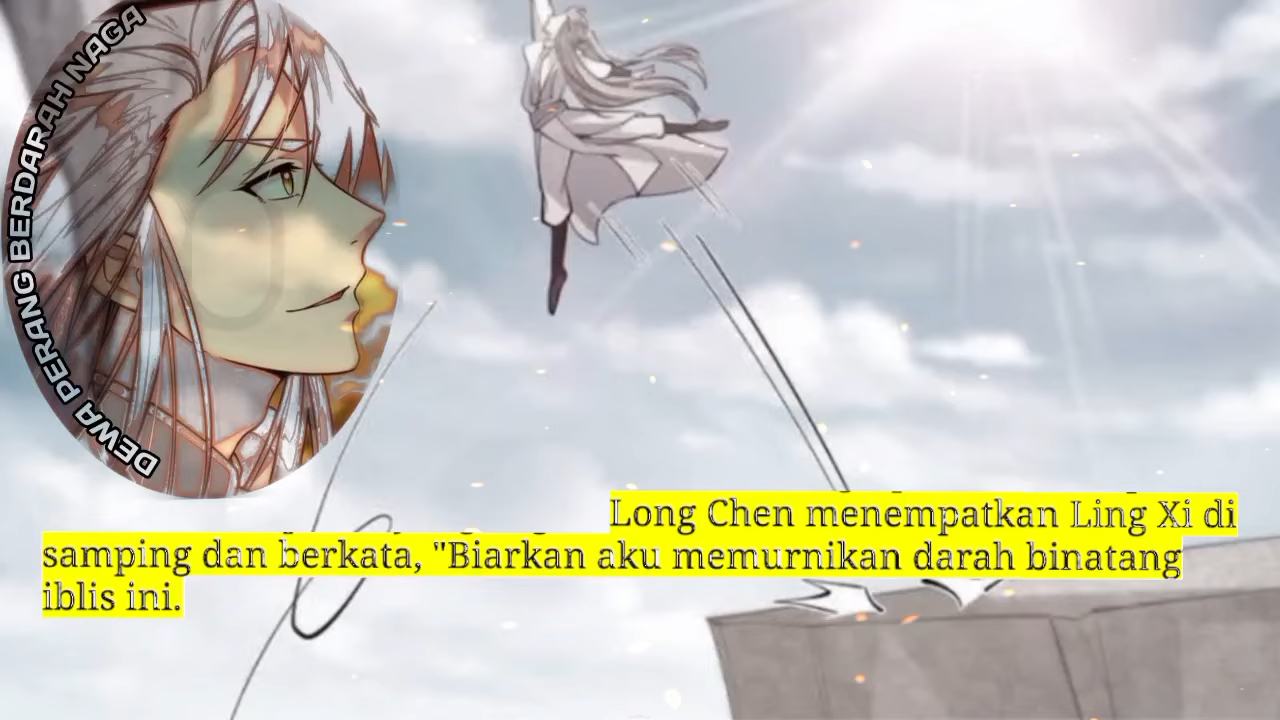 DEWA PERANG BERDARAH NAGA
Long Chen menempatkan Ling Xi di
samping dan berkata, "Biarkan aku memurnikan darah binatang
iblis ini.